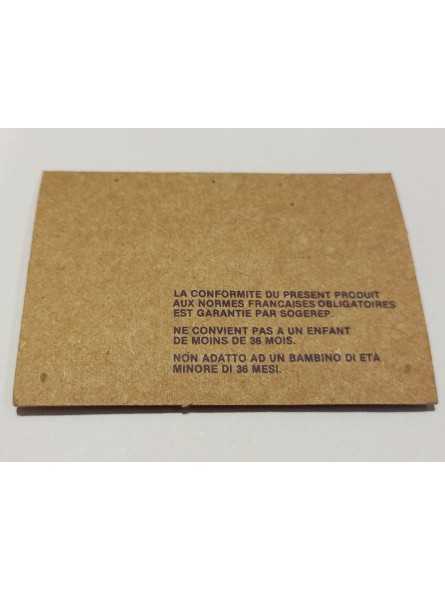 LA CONFORMITE DU PRESENT PRODUIT
AUX NORMES FRANCAISES OBLIGATOIRES
EST GARANTIE PAR SOGEREP.
NE CONVIENT PAS A UN ENFANT
DE MOINS DE 36 MOIS.
NON ADATTO AD UN BAMBINO DI ETA
MINORE DI 36 MESI.